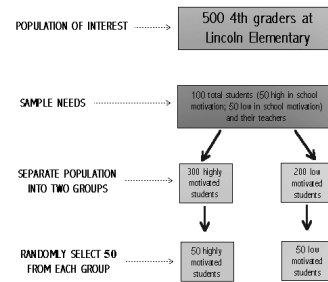 POPULATION OF INTEREST
500 4th graders at
Lincoln Elementary
SAMPLE NEEDS
100 total students (50 high in school
motivation; 50 low in school motivation)
and their teachers
SEPARATE POPULATION
INTO TWO GROUPS
300 highly
motivated
students
200 low
motivated
students
RANDOMLY SELECT 50
FROM EACH GROUP
50 highly
motivated
students
50 low
motivated
students